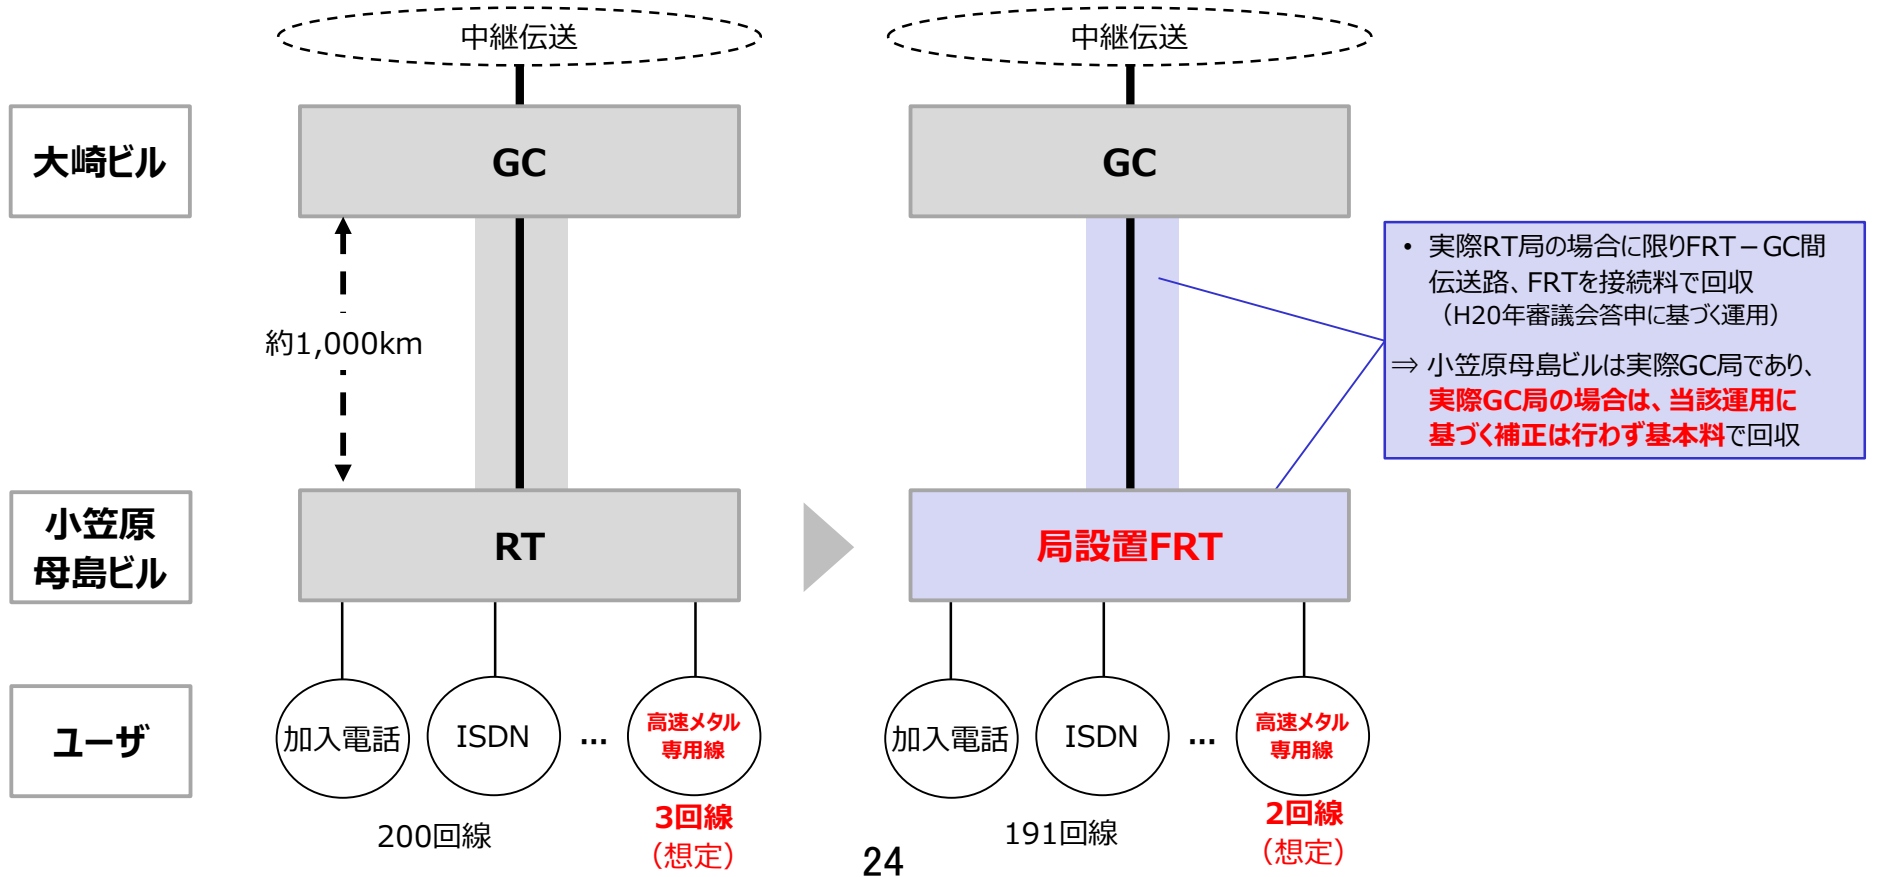 中継伝送
中継伝送
大崎ビル
GC
GC
・ 実際RT局の場合に限りFRT－GC間
伝送路、FRTを接続料で回収
（H20年審議会答申に基づく運用）
⇒ 小笠原母島ビルは実際GC局であり、
実際GC局の場合は、当該運用に
基づく補正は行わず基本料で回収
約1,000km
小笠原
母島ビル
RT
局設置FRT
ユーザ
加入電話
ISDN
…
高速メタル
専用線
加入電話
ISDN
…
高速メタル
専用線
200回線
3回線
（想定）
191回線
2回線
（想定）
24